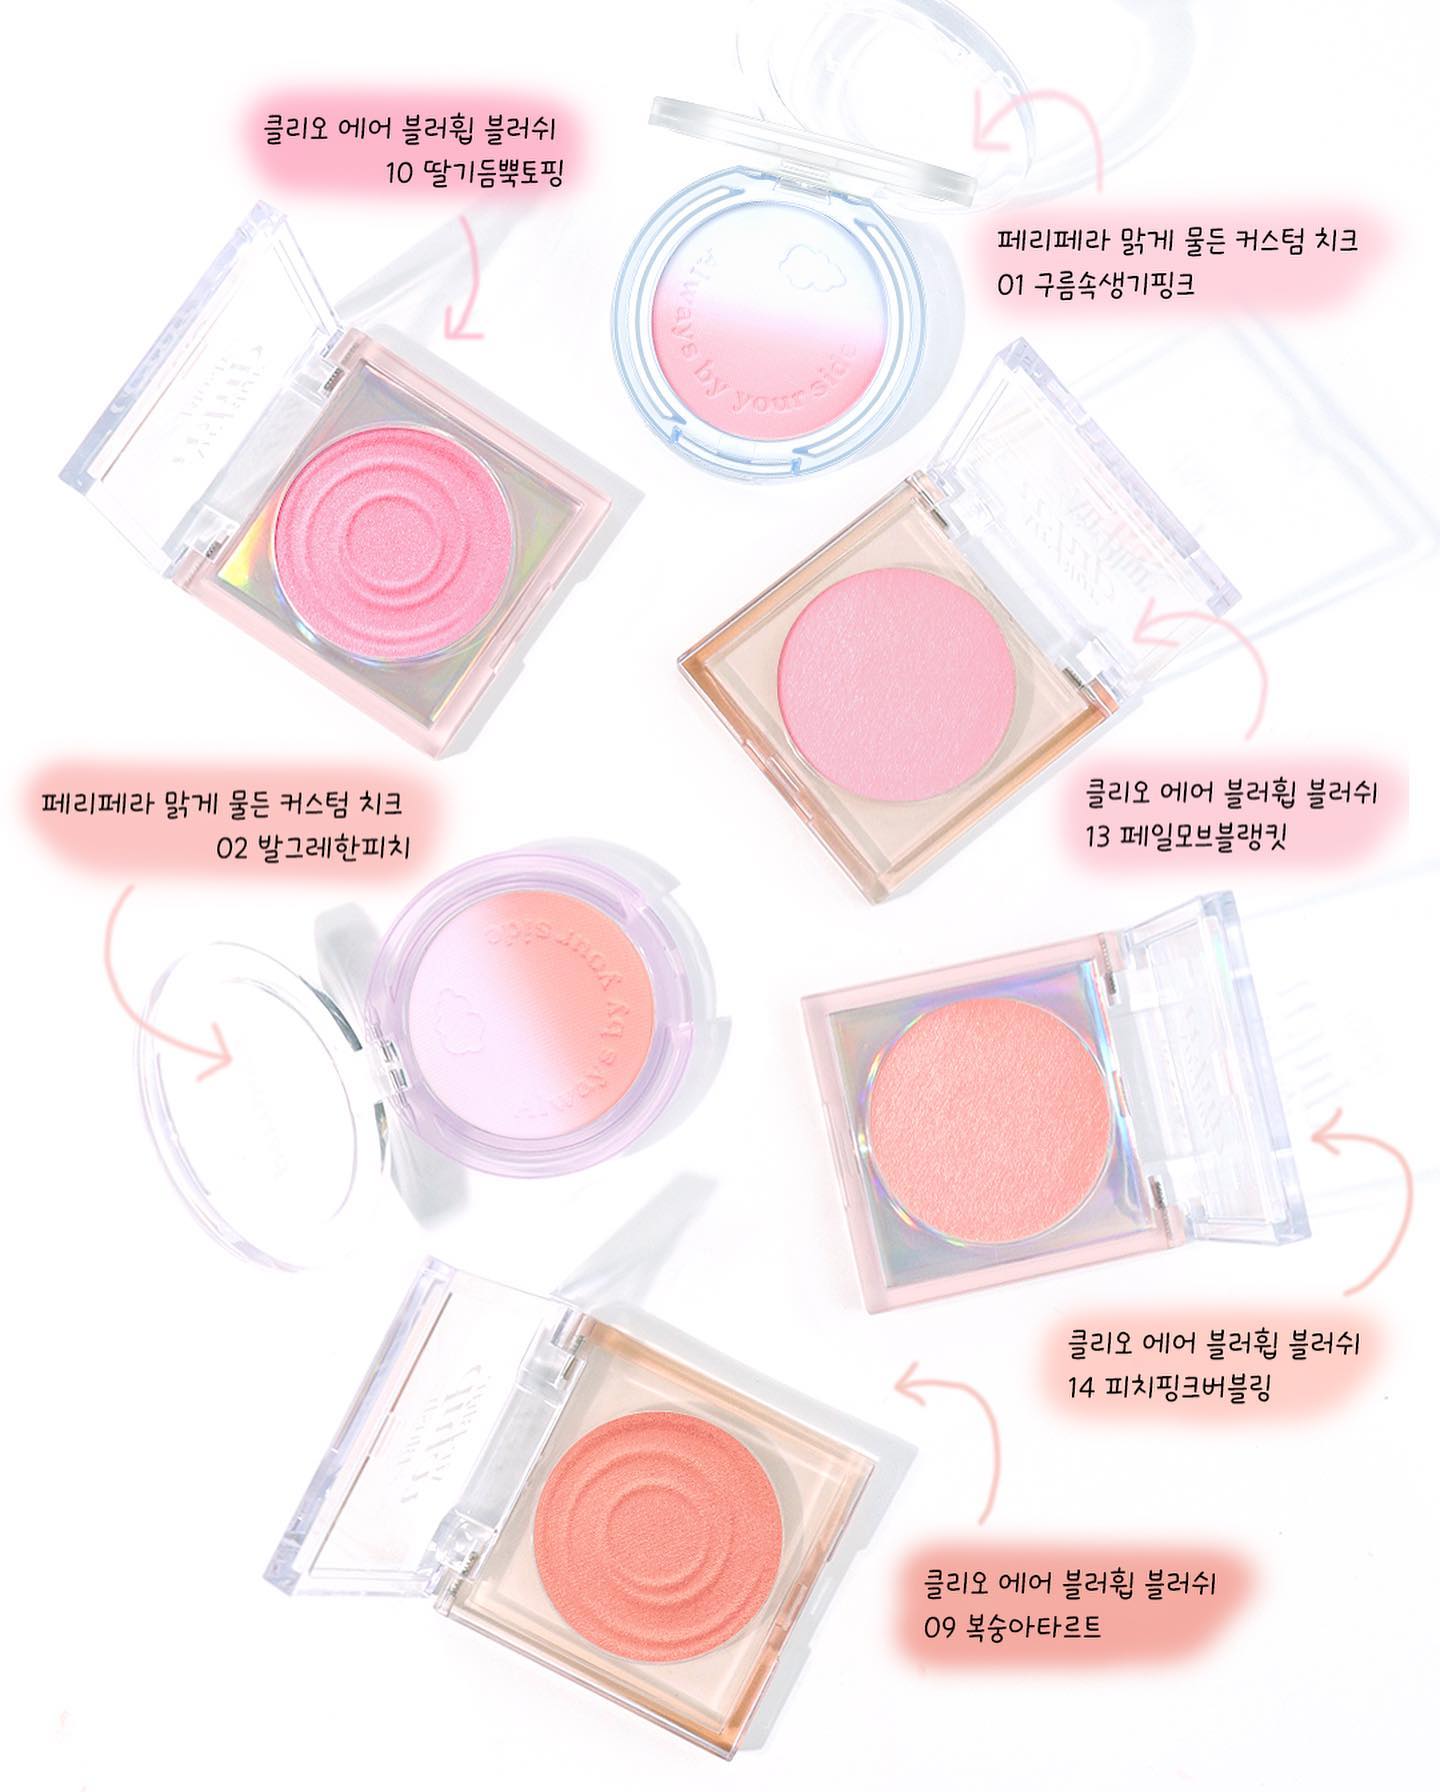 클리오 에어 블러휩 블러쉬
10 딸기듬뿍토핑
페리페라 맑게 물든 커스텀 치크
01 구름속생기핑크
Always by your side
클리오 에어 블러휩 블러쉬
13 페일모브블랭킷
페리페라 맑게 물든 커스텀 치크
02 발그레한피치
Always by your side
클리오 에어 블러휩 블러쉬
14 피치핑크버블링
클리오 에어 블러휩 블러쉬
09 복숭아타르트